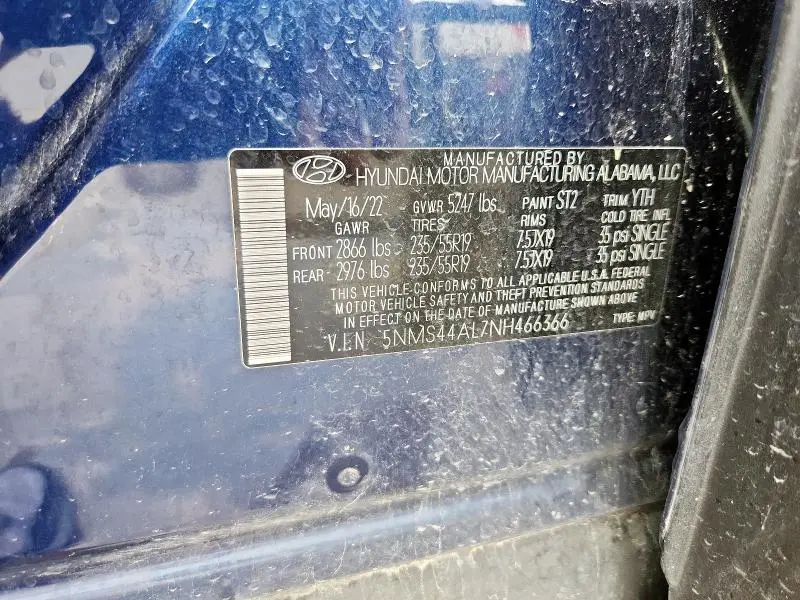 MANUFACTURED BY
HYUNDAI MOTOR MANUFACTURING ALABAMA, LLC
May/16/22 GVWR 5247 lbs PAINT ST2 TRIM YTH
GAWR TIRES RIMS COLD TIRE INFL
FRONT 2866 lbs 235/55R19 7.5JX19 35 psi SINGLE
REAR 2976 lbs 235/55R19 7.5JX19 35 psi SINGLE
THIS VEHICLE CONFORMS TO ALL APPLICABLE U.S.A. FEDERAL
MOTOR VEHICLE SAFETY AND THEFT PREVENTION STANDARDS
IN EFFECT ON THE DATE OF MANUFACTURE SHOWN ABOVE
V.I.N 5NMS44AL7NH466366 TYPE: MPV